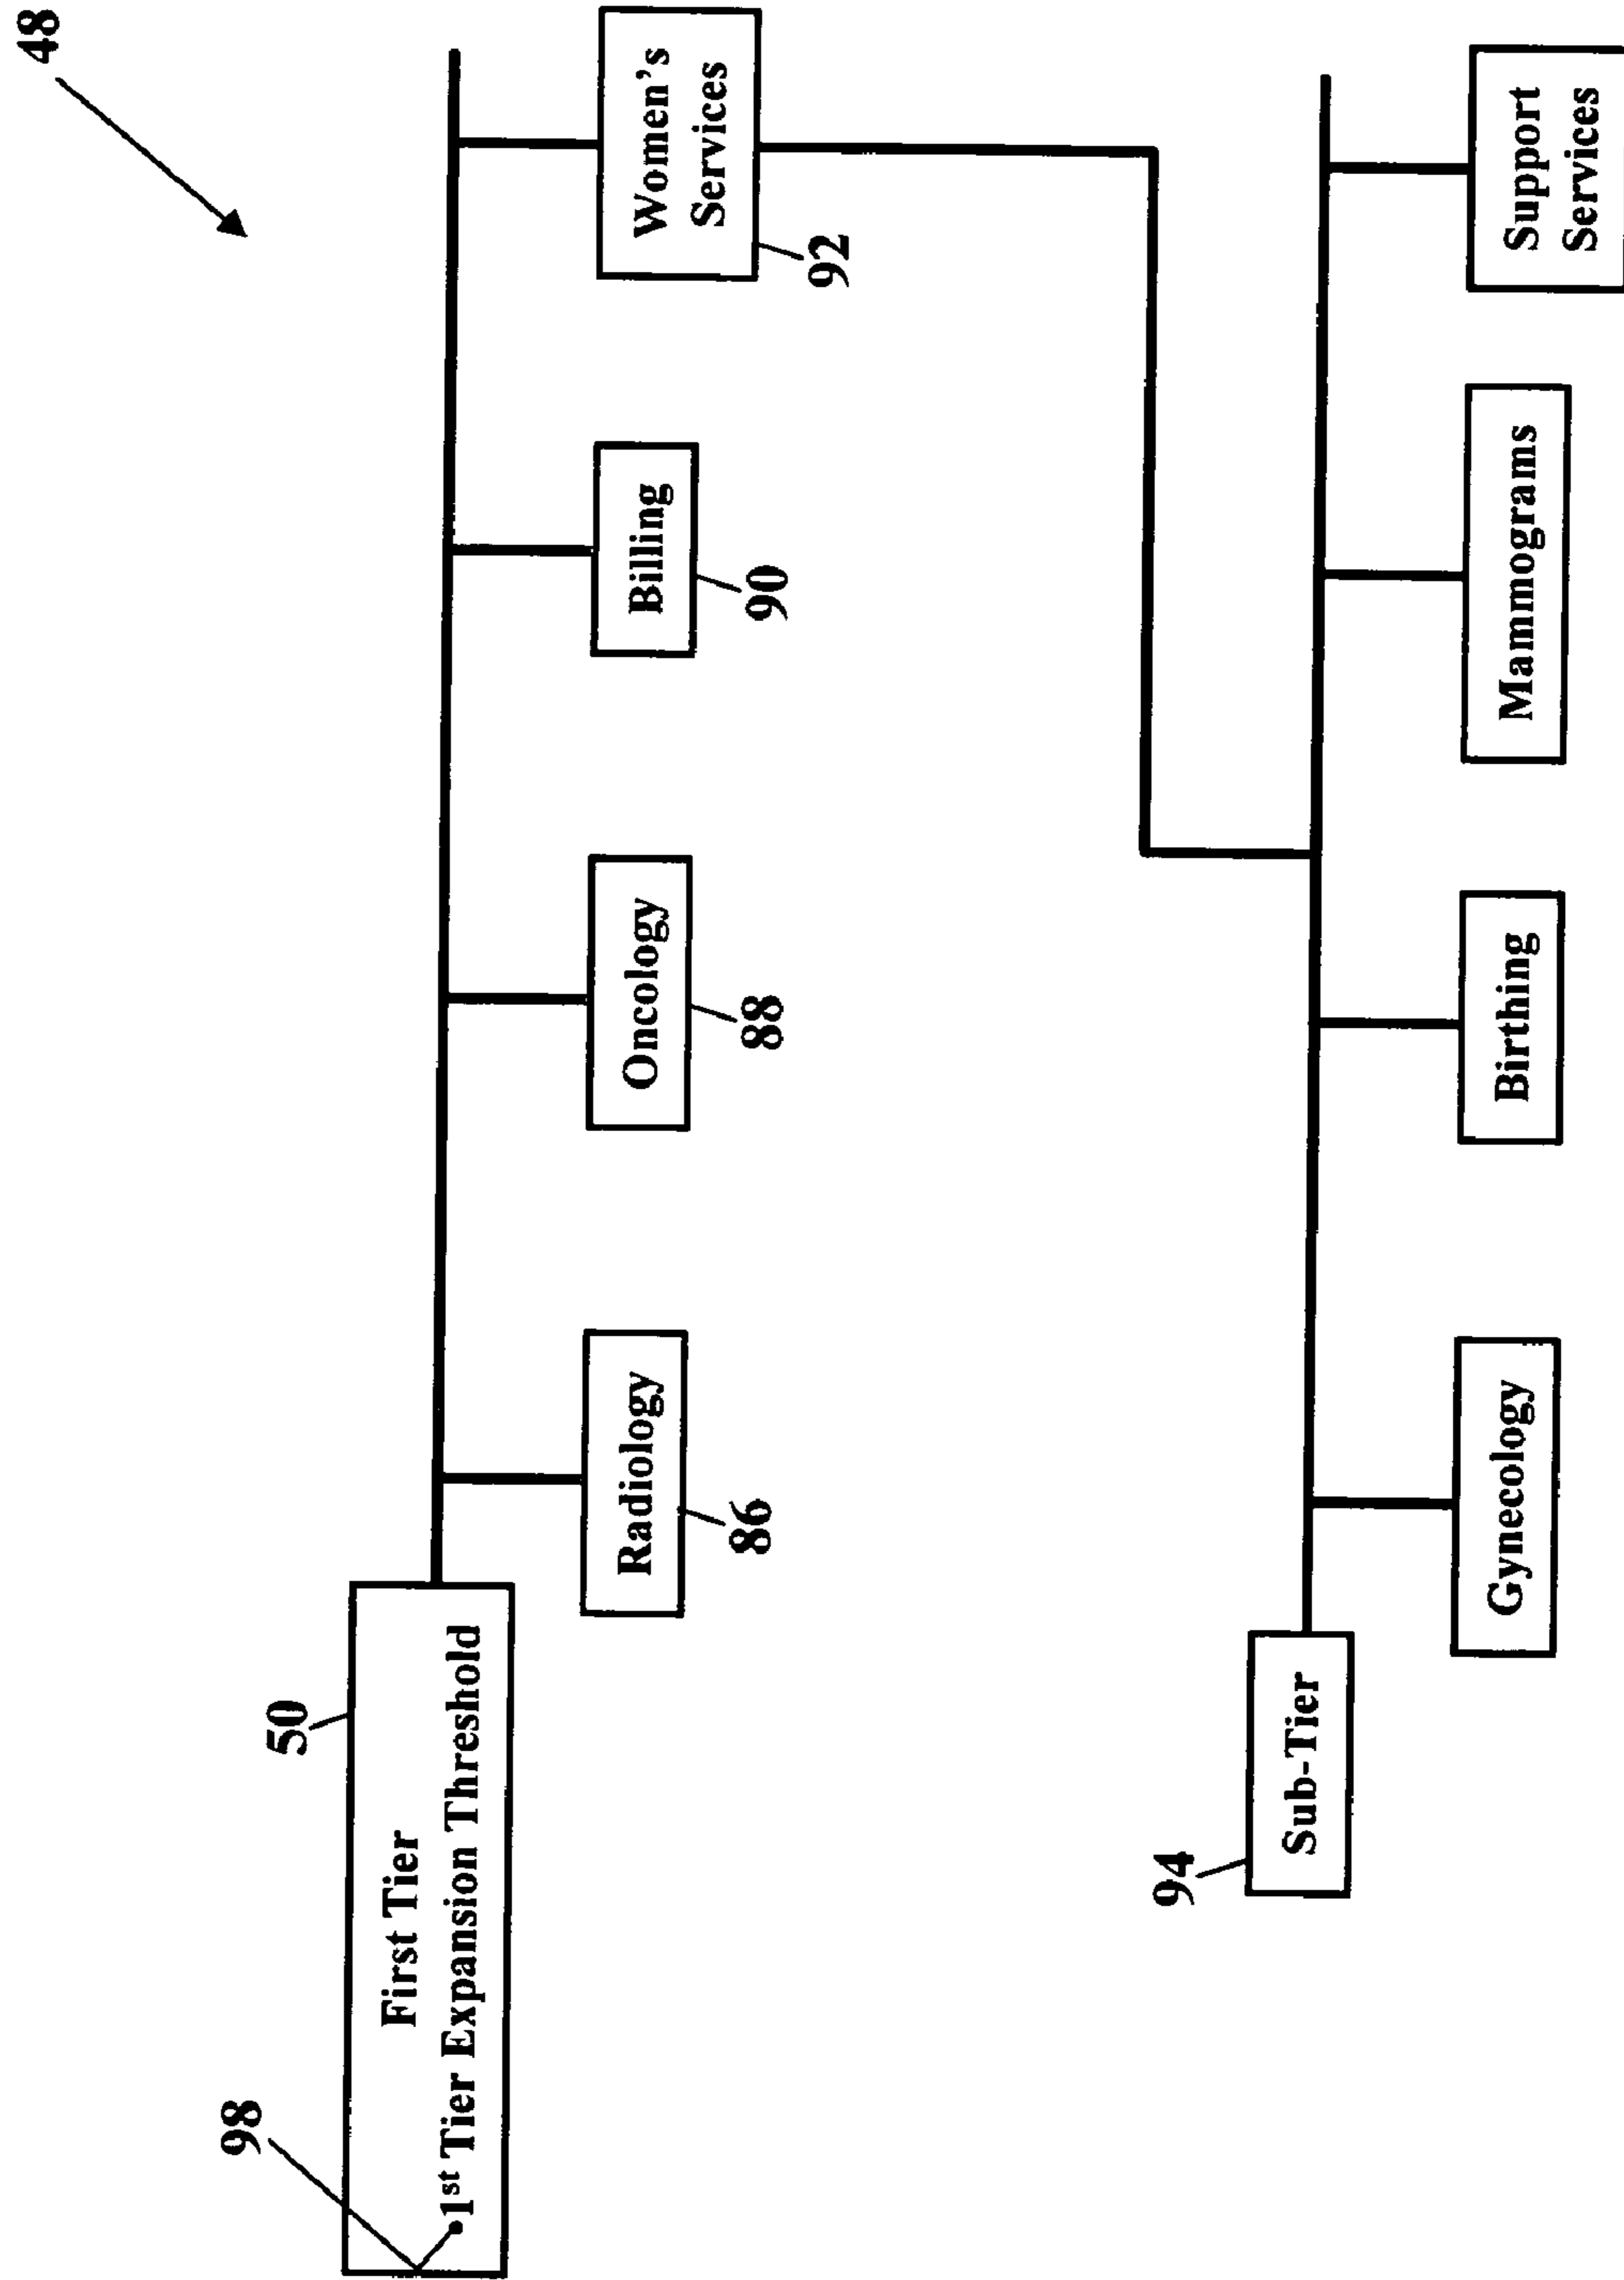 48
98
50
First Tier
•1st Tier Expansion Threshold
Radiology
86
Oncology
88
Billing
90
Women's
Services
92
94
Sub-Tier
Gynecology
Birthing
Mammograms
Support
Services